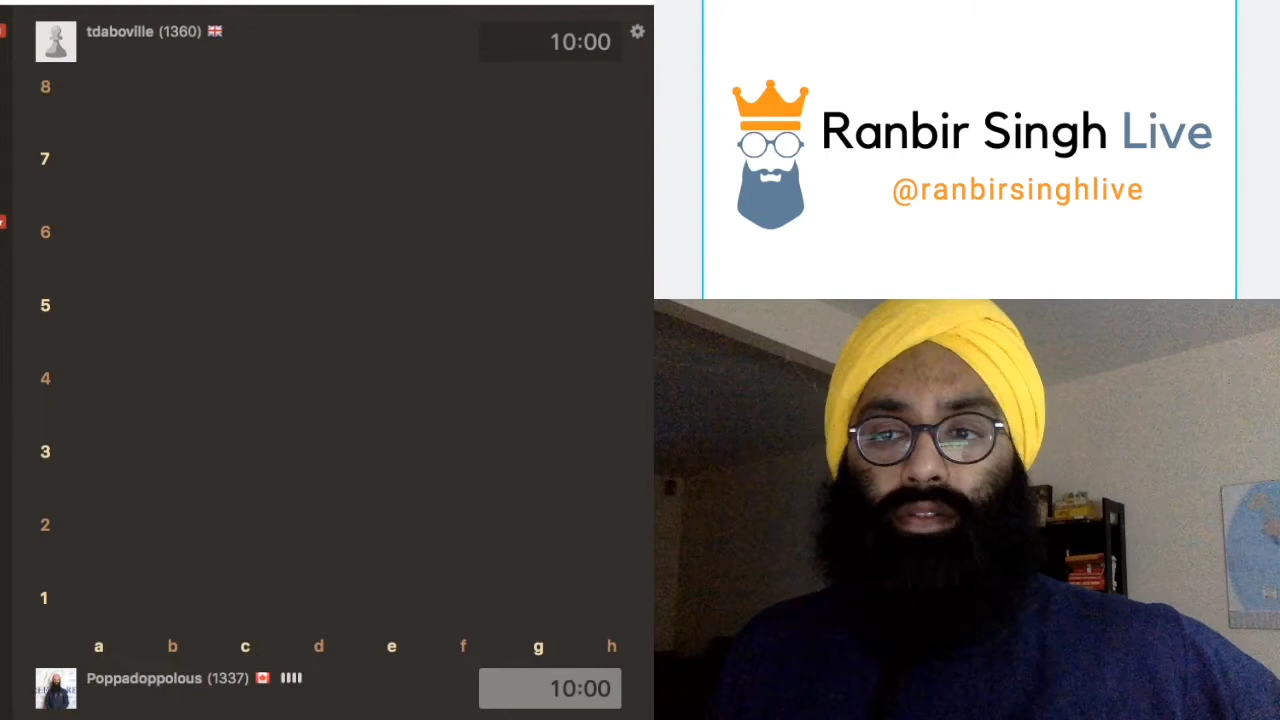 tdaboville (1360)
10:00
8
7
6
5
4
3
2
1
a b c d e f g h
Poppadoppolous (1337)
10:00
Ranbir Singh Live
@ranbirsinghlive